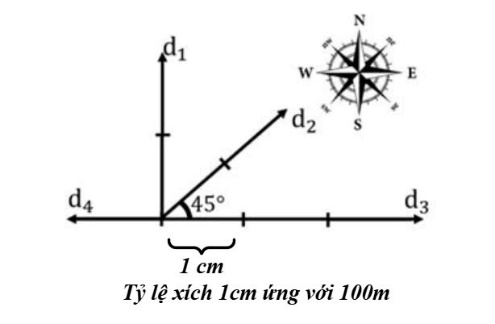 N
d₁
W E
d₂
S
d₄ 45° d₃
1 cm
Tỷ lệ xích 1cm ứng với 100m